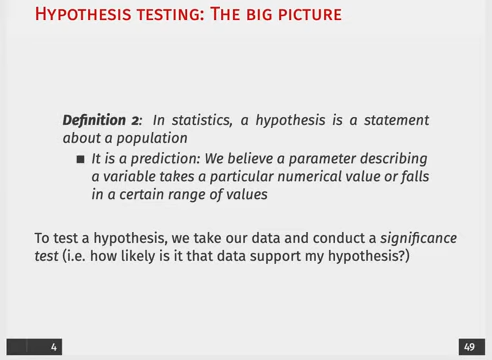 HYPOTHESIS TESTING: THE BIG PICTURE
Definition 2: In statistics, a hypothesis is a statement
about a population
■ It is a prediction: We believe a parameter describing
a variable takes a particular numerical value or falls
in a certain range of values
To test a hypothesis, we take our data and conduct a significance
test (i.e. how likely is it that data support my hypothesis?)
4
49